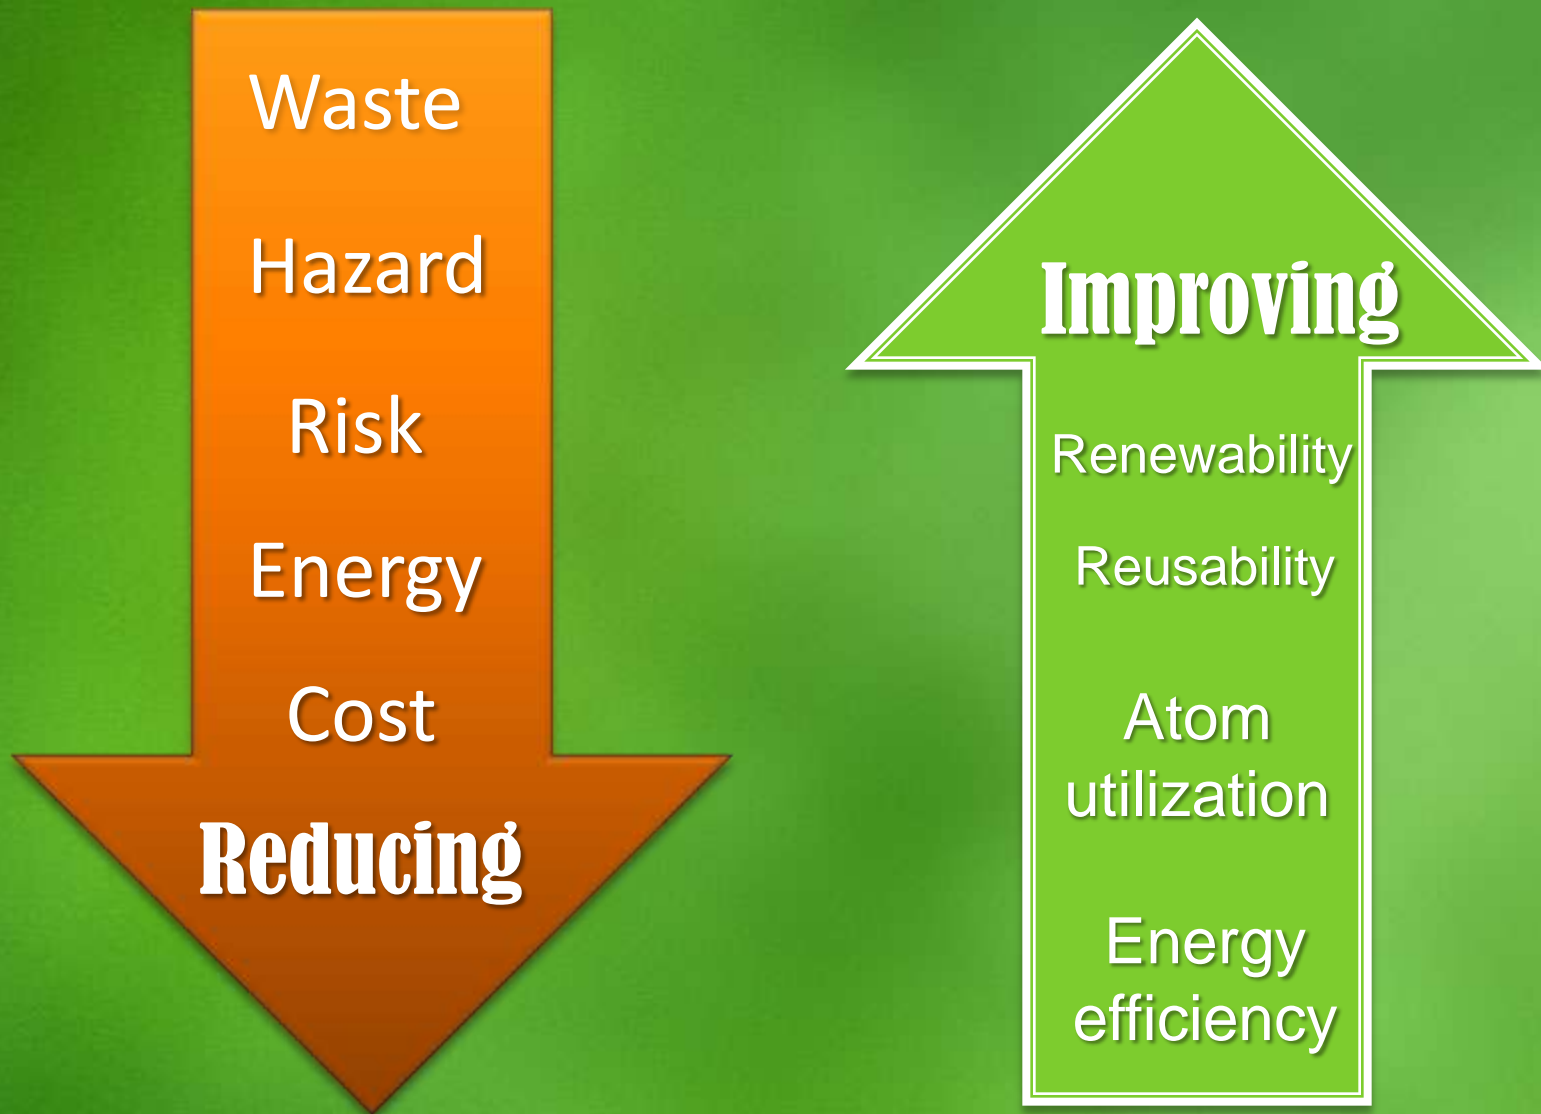 Waste
Hazard
Risk
Energy
Cost
Reducing
Improving
Renewability
Reusability
Atom
utilization
Energy
efficiency